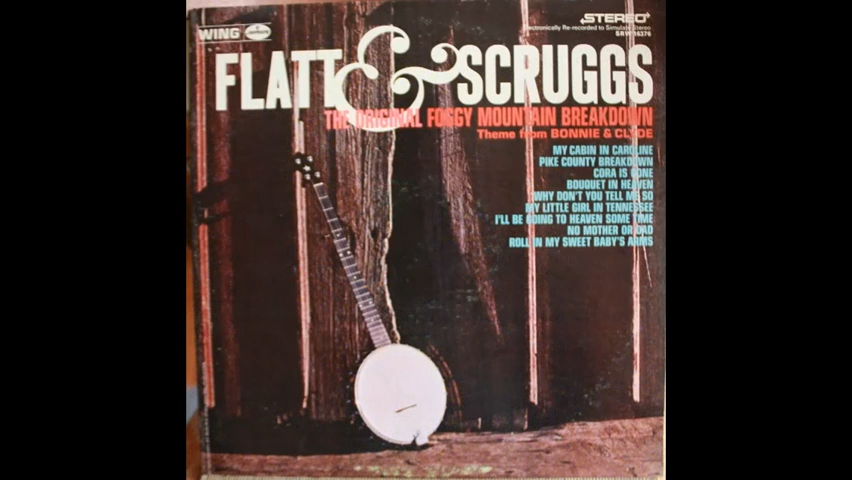 WING
STEREO
Electronically Re-recorded to Simulate Stereo
SRW 16376
FLATT & SCRUGGS
THE ORIGINAL FOGGY MOUNTAIN BREAKDOWN
Theme from BONNIE & CLYDE
MY CABIN IN CAROLINE
PIKE COUNTY BREAKDOWN
CORA IS GONE
BOUQUET IN HEAVEN
WHY DON'T YOU TELL ME SO
MY LITTLE GIRL IN TENNESSEE
I'LL BE GOING TO HEAVEN SOME TIME
NO MOTHER OR DAD
ROLL IN MY SWEET BABY'S ARMS